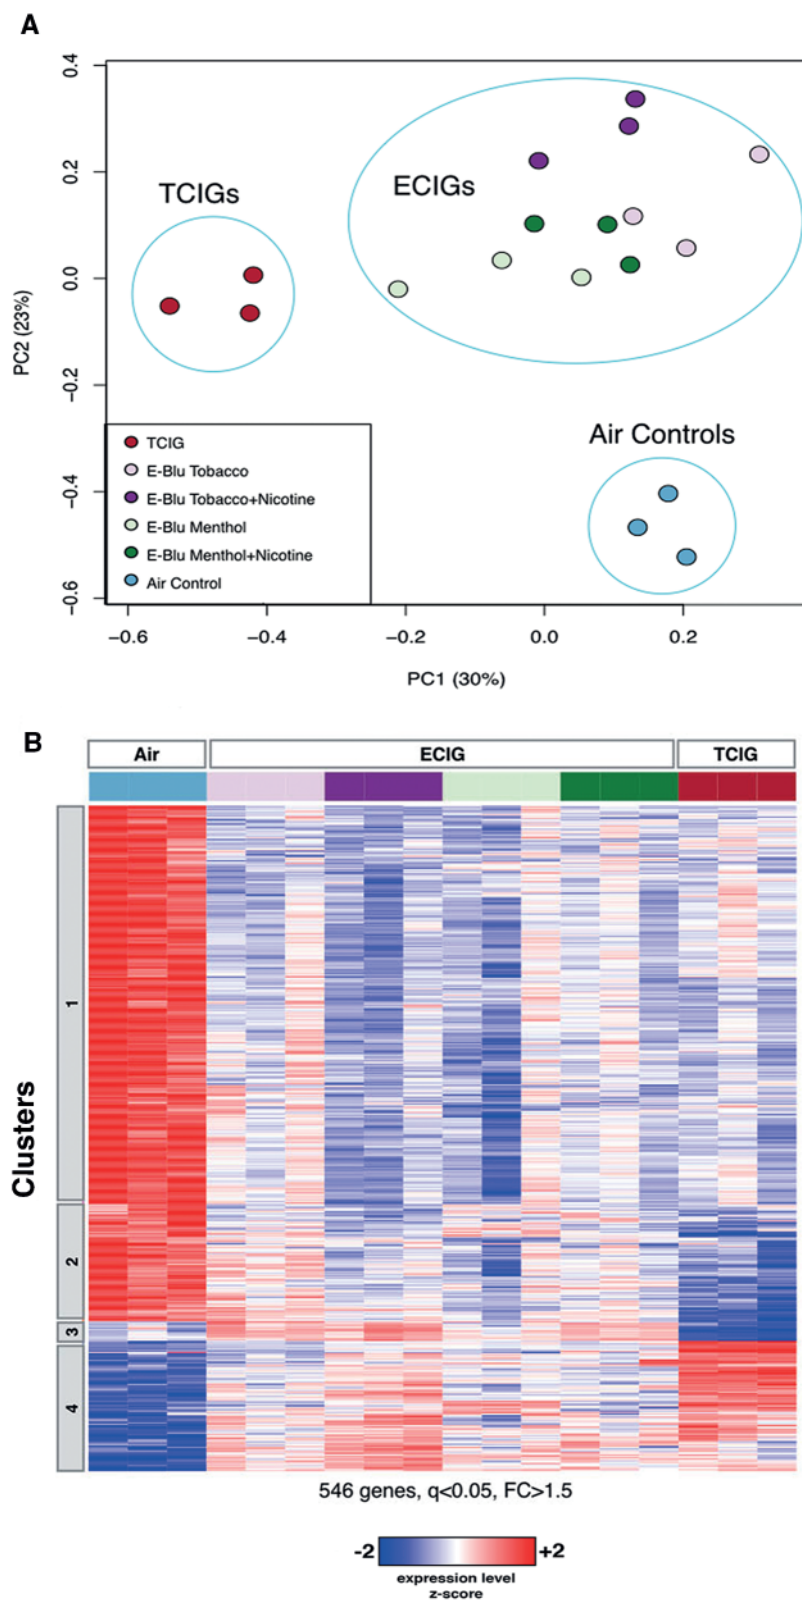 A
0.4
0.2
0.0
−0.2
−0.4
−0.6
PC2 (23%)
TCIGs
ECIGs
Air Controls
TCIG
E-Blu Tobacco
E-Blu Tobacco+Nicotine
E-Blu Menthol
E-Blu Menthol+Nicotine
Air Control
−0.6 −0.4 −0.2 0.0 0.2
PC1 (30%)
B
Air ECIG TCIG
Clusters
1
2
3
4
546 genes, q<0.05, FC>1.5
-2 +2
expression level
z-score